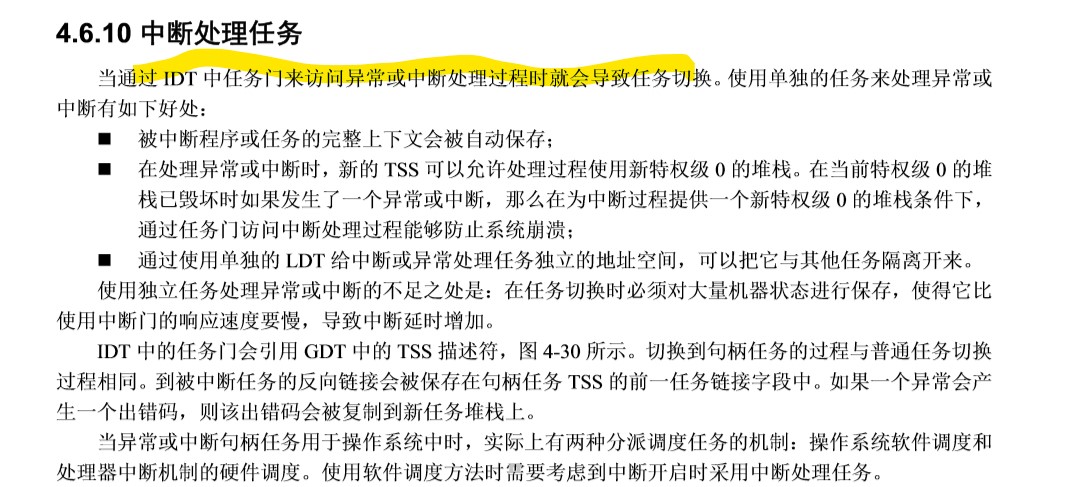 4.6.10 中断处理任务
当通过 IDT 中任务门来访问异常或中断处理过程时就会导致任务切换。使用单独的任务来处理异常或
中断有如下好处：
■ 被中断程序或任务的完整上下文会被自动保存；
■ 在处理异常或中断时，新的 TSS 可以允许处理过程使用新特权级 0 的堆栈。在当前特权级 0 的堆
栈已毁坏时如果发生了一个异常或中断，那么在为中断过程提供一个新特权级 0 的堆栈条件下，
通过任务门访问中断处理过程能够防止系统崩溃；
■ 通过使用单独的 LDT 给中断或异常处理任务独立的地址空间，可以把它与其他任务隔离开来。
使用独立任务处理异常或中断的不足之处是：在任务切换时必须对大量机器状态进行保存，使得它比
使用中断门的响应速度要慢，导致中断延时增加。
IDT 中的任务门会引用 GDT 中的 TSS 描述符，图 4-30 所示。切换到句柄任务的过程与普通任务切换
过程相同。到被中断任务的反向链接会被保存在句柄任务 TSS 的前一任务链接字段中。如果一个异常会产
生一个出错码，则该出错码会被复制到新任务堆栈上。
当异常或中断句柄任务用于操作系统中时，实际上有两种分派调度任务的机制：操作系统软件调度和
处理器中断机制的硬件调度。使用软件调度方法时需要考虑到中断开启时采用中断处理任务。